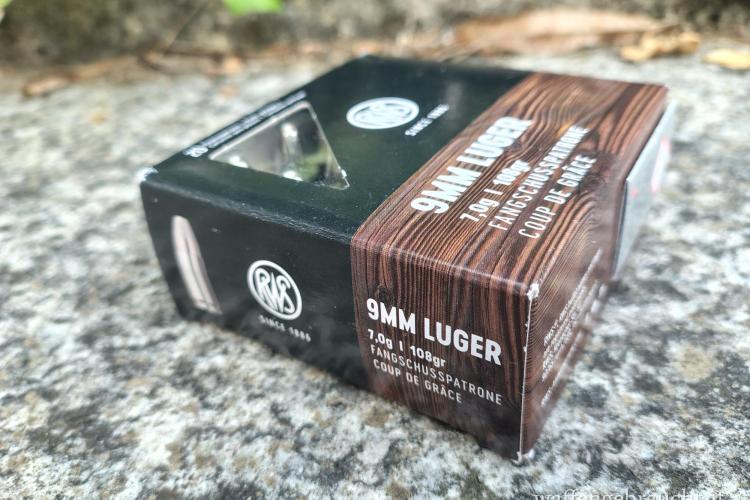 RWS
SINCE 1886
20
9MM LUGER
7,0g | 108gr
FANGSCHUSSPATRONE
COUP DE GRÂCE
RWS
SINCE 1886
9MM LUGER
7,0g | 108gr
FANGSCHUSSPATRONE
COUP DE GRÂCE